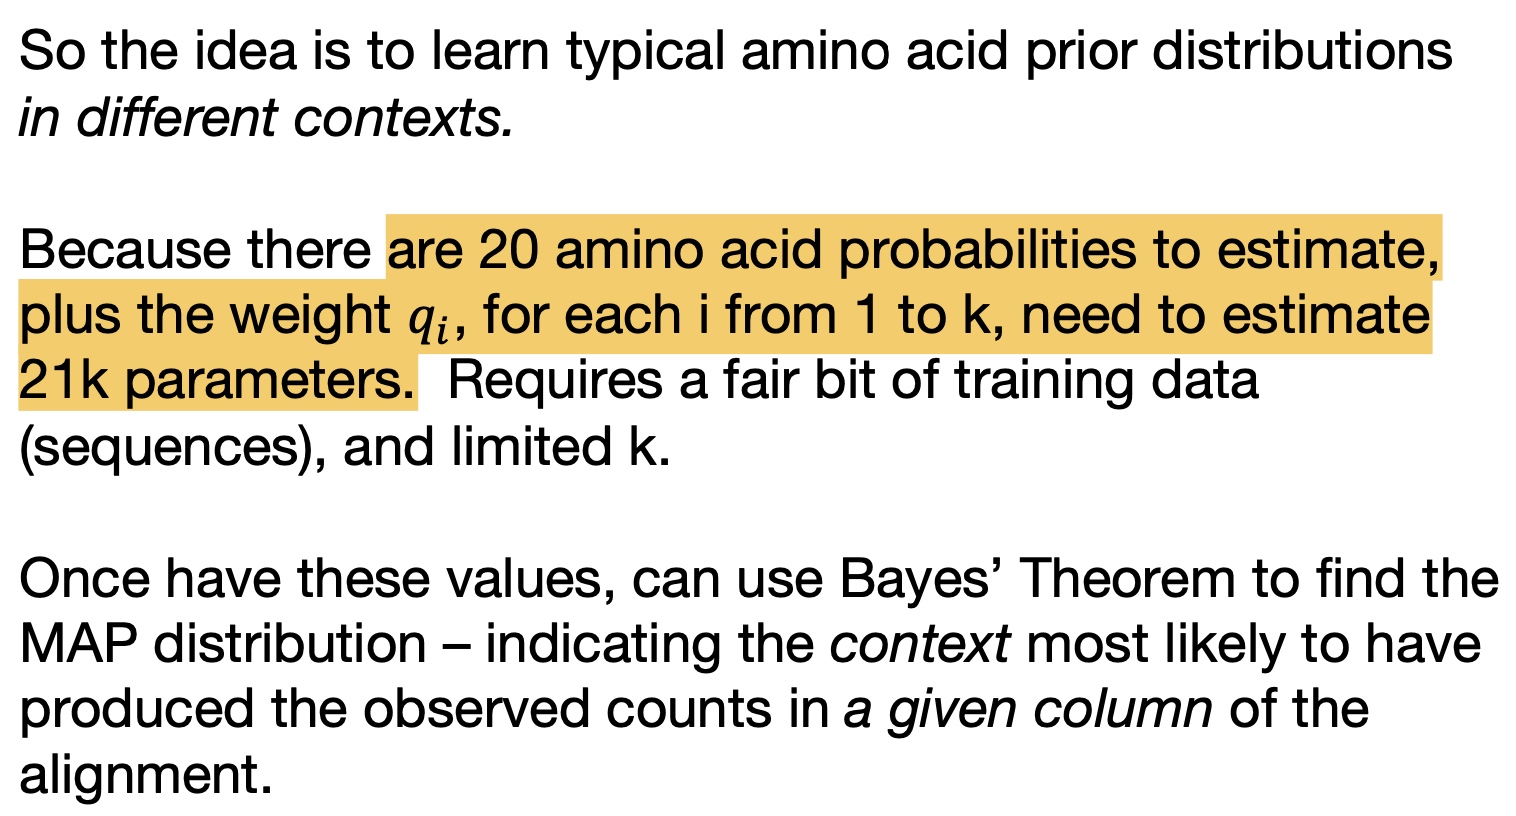 So the idea is to learn typical amino acid prior distributions
in different contexts.
Because there are 20 amino acid probabilities to estimate,
plus the weight 𝑞ᵢ, for each i from 1 to k, need to estimate
21k parameters. Requires a fair bit of training data
(sequences), and limited k.
Once have these values, can use Bayes’ Theorem to find the
MAP distribution – indicating the context most likely to have
produced the observed counts in a given column of the
alignment.